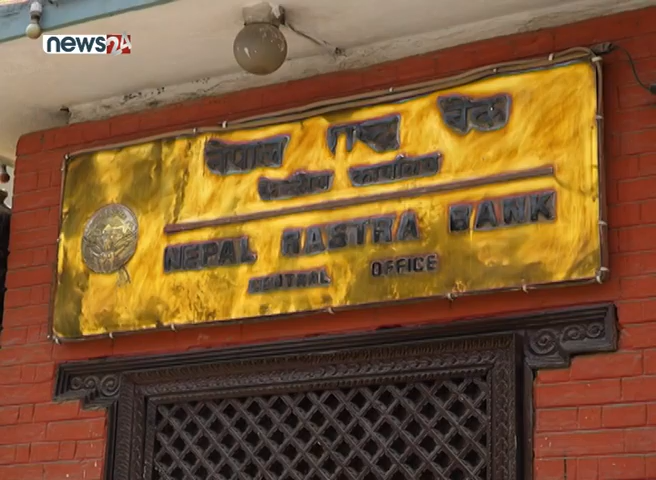 news24
नेपाल राष्ट्र बैंक
केन्द्रीय कार्यालय
NEPAL RASTRA BANK
CENTRAL OFFICE